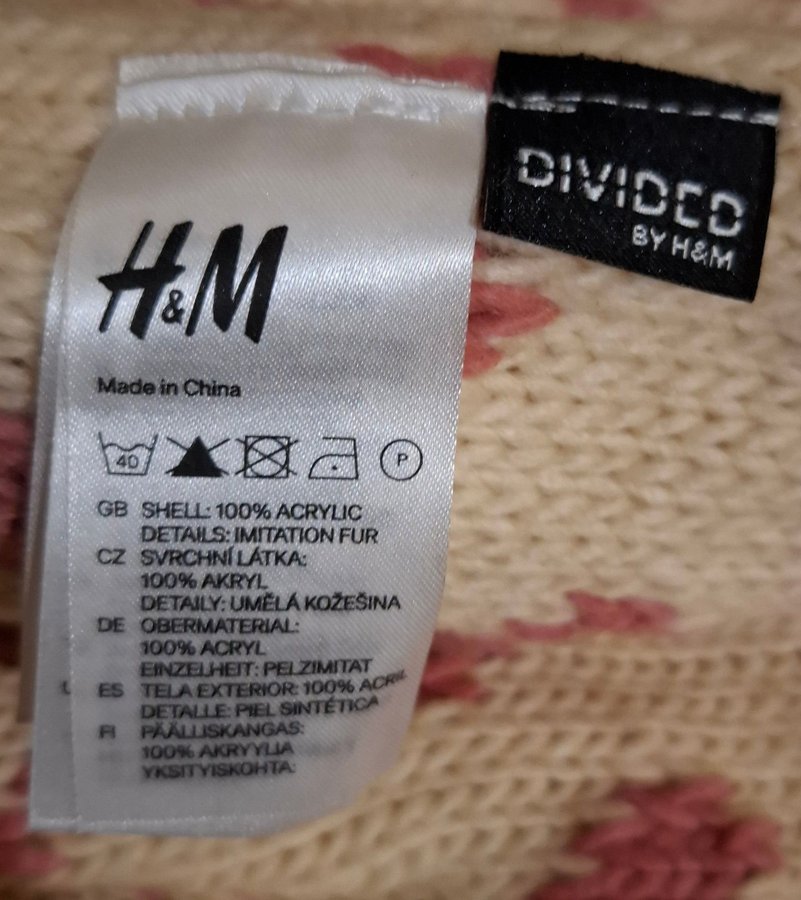 H&M
Made in China
40
P
GB SHELL: 100% ACRYLIC
DETAILS: IMITATION FUR
CZ SVRCHNÍ LÁTKA:
100% AKRYL
DETAILY: UMĚLÁ KOŽEŠINA
DE OBERMATERIAL:
100% ACRYL
EINZELHEIT: PELZIMITAT
ES TELA EXTERIOR: 100% ACRIL
DETALLE: PIEL SINTÉTICA
FI PÄÄLLISKANGAS:
100% AKRYYLIA
YKSITYISKOHTA:
DIVIDED
BY H&M